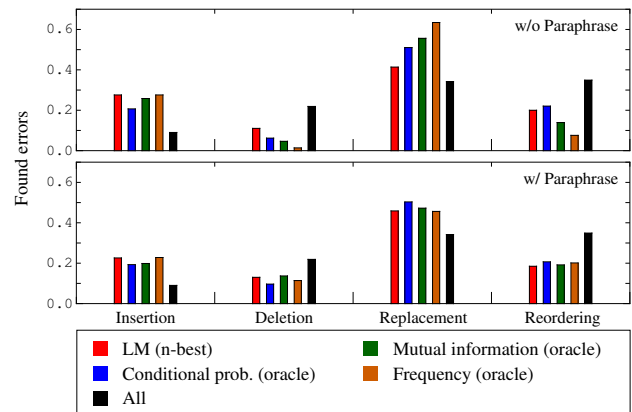 0.6
w/o Paraphrase
0.4
0.2
0.0
Found errors
0.6
w/ Paraphrase
0.4
0.2
0.0
Insertion Deletion Replacement Reordering
LM (n-best) Mutual information (oracle)
Conditional prob. (oracle) Frequency (oracle)
All